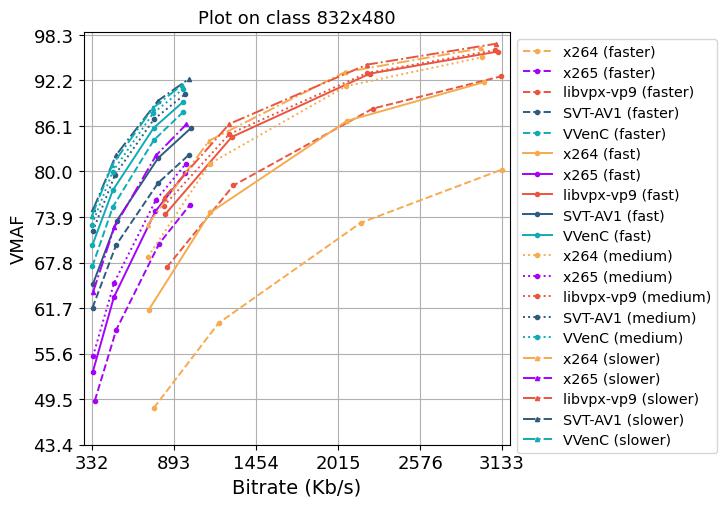 Plot on class 832x480
98.3
92.2
86.1
80.0
73.9
67.8
61.7
55.6
49.5
43.4
VMAF
332 893 1454 2015 2576 3133
Bitrate (Kb/s)
x264 (faster)
x265 (faster)
libvpx-vp9 (faster)
SVT-AV1 (faster)
VVenC (faster)
x264 (fast)
x265 (fast)
libvpx-vp9 (fast)
SVT-AV1 (fast)
VVenC (fast)
x264 (medium)
x265 (medium)
libvpx-vp9 (medium)
SVT-AV1 (medium)
VVenC (medium)
x264 (slower)
x265 (slower)
libvpx-vp9 (slower)
SVT-AV1 (slower)
VVenC (slower)